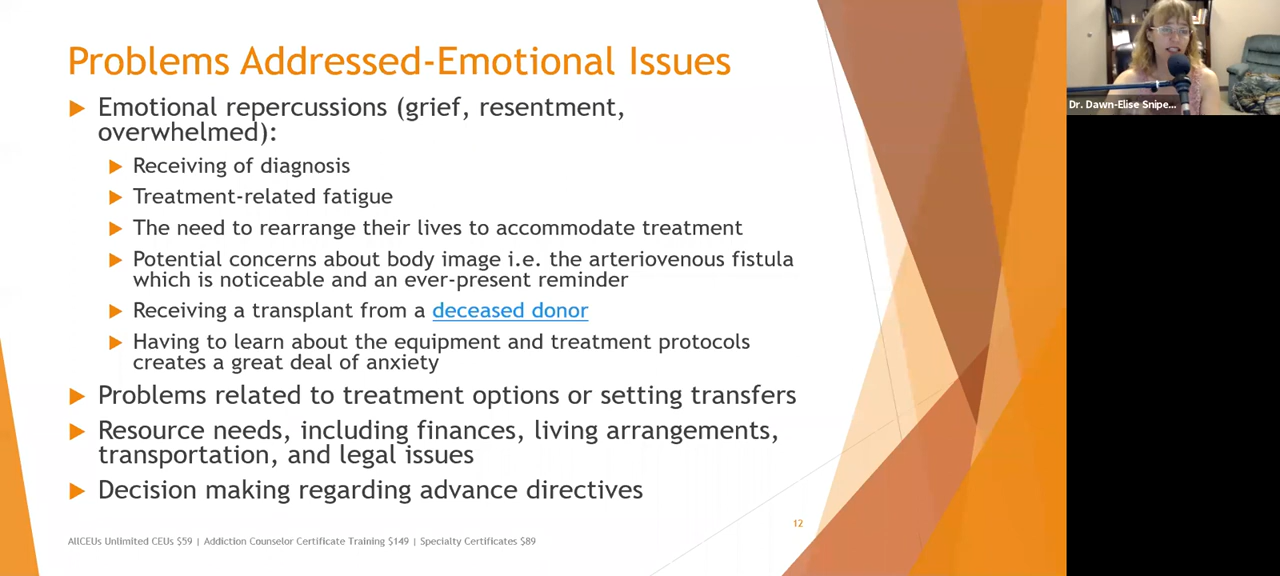 Problems Addressed-Emotional Issues
Emotional repercussions (grief, resentment,
overwhelmed):
Receiving of diagnosis
Treatment-related fatigue
The need to rearrange their lives to accommodate treatment
Potential concerns about body image i.e. the arteriovenous fistula
which is noticeable and an ever-present reminder
Receiving a transplant from a deceased donor
Having to learn about the equipment and treatment protocols
creates a great deal of anxiety
Problems related to treatment options or setting transfers
Resource needs, including finances, living arrangements,
transportation, and legal issues
Decision making regarding advance directives
12
AllCEUs Unlimited CEUs $59 | Addiction Counselor Certificate Training $149 | Specialty Certificates $89
Dr. Dawn-Elise Snipe...